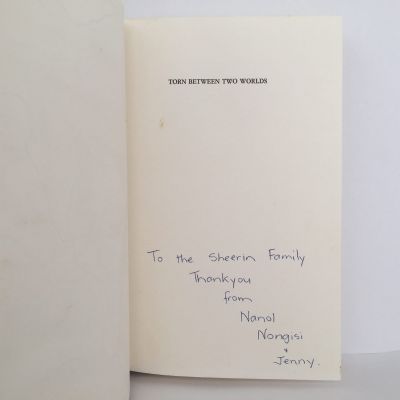 TORN BETWEEN TWO WORLDS
To the Sheerin Family
Thankyou
from
Nanol
Nongisi
+
Jenny.